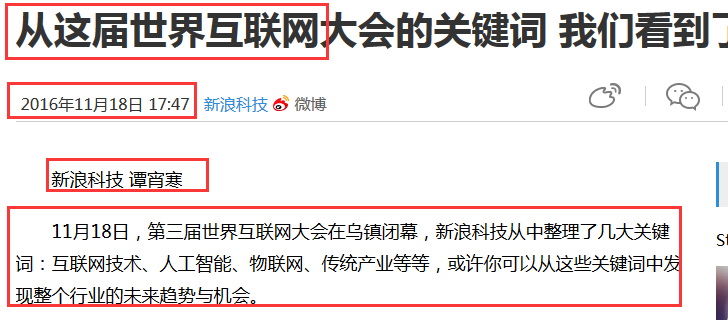 从这届世界互联网大会的关键词 我们看到了
2016年11月18日 17:47 新浪科技 微博
新浪科技 谭宵寒
11月18日，第三届世界互联网大会在乌镇闭幕，新浪科技从中整理了几大关键
词：互联网技术、人工智能、物联网、传统产业等等，或许你可以从这些关键词中发
现整个行业的未来趋势与机会。
St